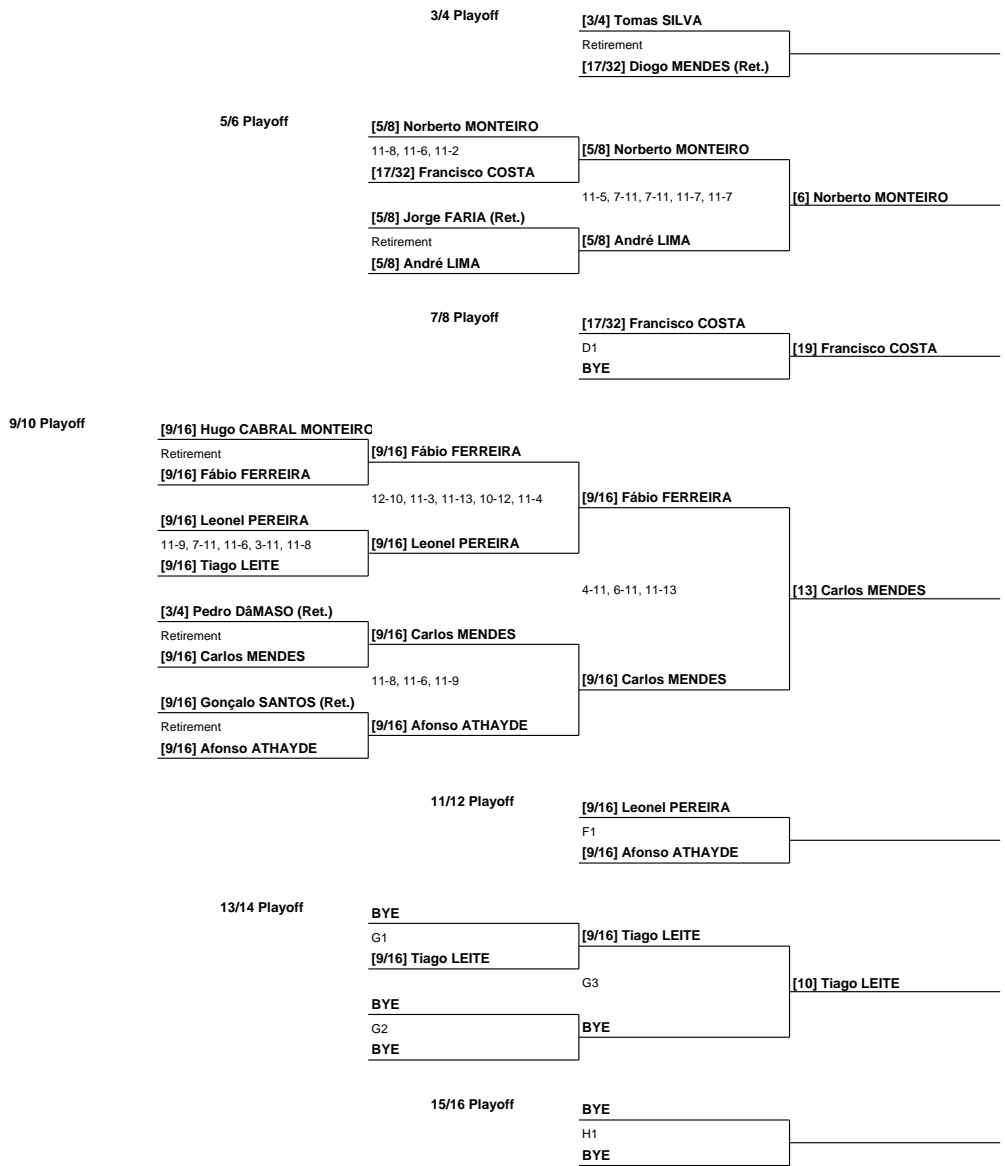 3/4 Playoff
[3/4] Tomas SILVA
Retirement
[17/32] Diogo MENDES (Ret.)
5/6 Playoff
[5/8] Norberto MONTEIRO
11-8, 11-6, 11-2
[5/8] Norberto MONTEIRO
[17/32] Francisco COSTA
11-5, 7-11, 7-11, 11-7, 11-7
[6] Norberto MONTEIRO
[5/8] Jorge FARIA (Ret.)
Retirement
[5/8] André LIMA
[5/8] André LIMA
7/8 Playoff
[17/32] Francisco COSTA
D1
[19] Francisco COSTA
BYE
9/10 Playoff
[9/16] Hugo CABRAL MONTEIRO
Retirement
[9/16] Fábio FERREIRA
[9/16] Fábio FERREIRA
12-10, 11-3, 11-13, 10-12, 11-4
[9/16] Fábio FERREIRA
[9/16] Leonel PEREIRA
11-9, 7-11, 11-6, 3-11, 11-8
[9/16] Leonel PEREIRA
[9/16] Tiago LEITE
4-11, 6-11, 11-13
[13] Carlos MENDES
[3/4] Pedro DâMASO (Ret.)
Retirement
[9/16] Carlos MENDES
[9/16] Carlos MENDES
11-8, 11-6, 11-9
[9/16] Carlos MENDES
[9/16] Gonçalo SANTOS (Ret.)
Retirement
[9/16] Afonso ATHAYDE
[9/16] Afonso ATHAYDE
11/12 Playoff
[9/16] Leonel PEREIRA
F1
[9/16] Afonso ATHAYDE
13/14 Playoff
BYE
G1
[9/16] Tiago LEITE
[9/16] Tiago LEITE
G3
[10] Tiago LEITE
BYE
G2
BYE
BYE
15/16 Playoff
BYE
H1
BYE